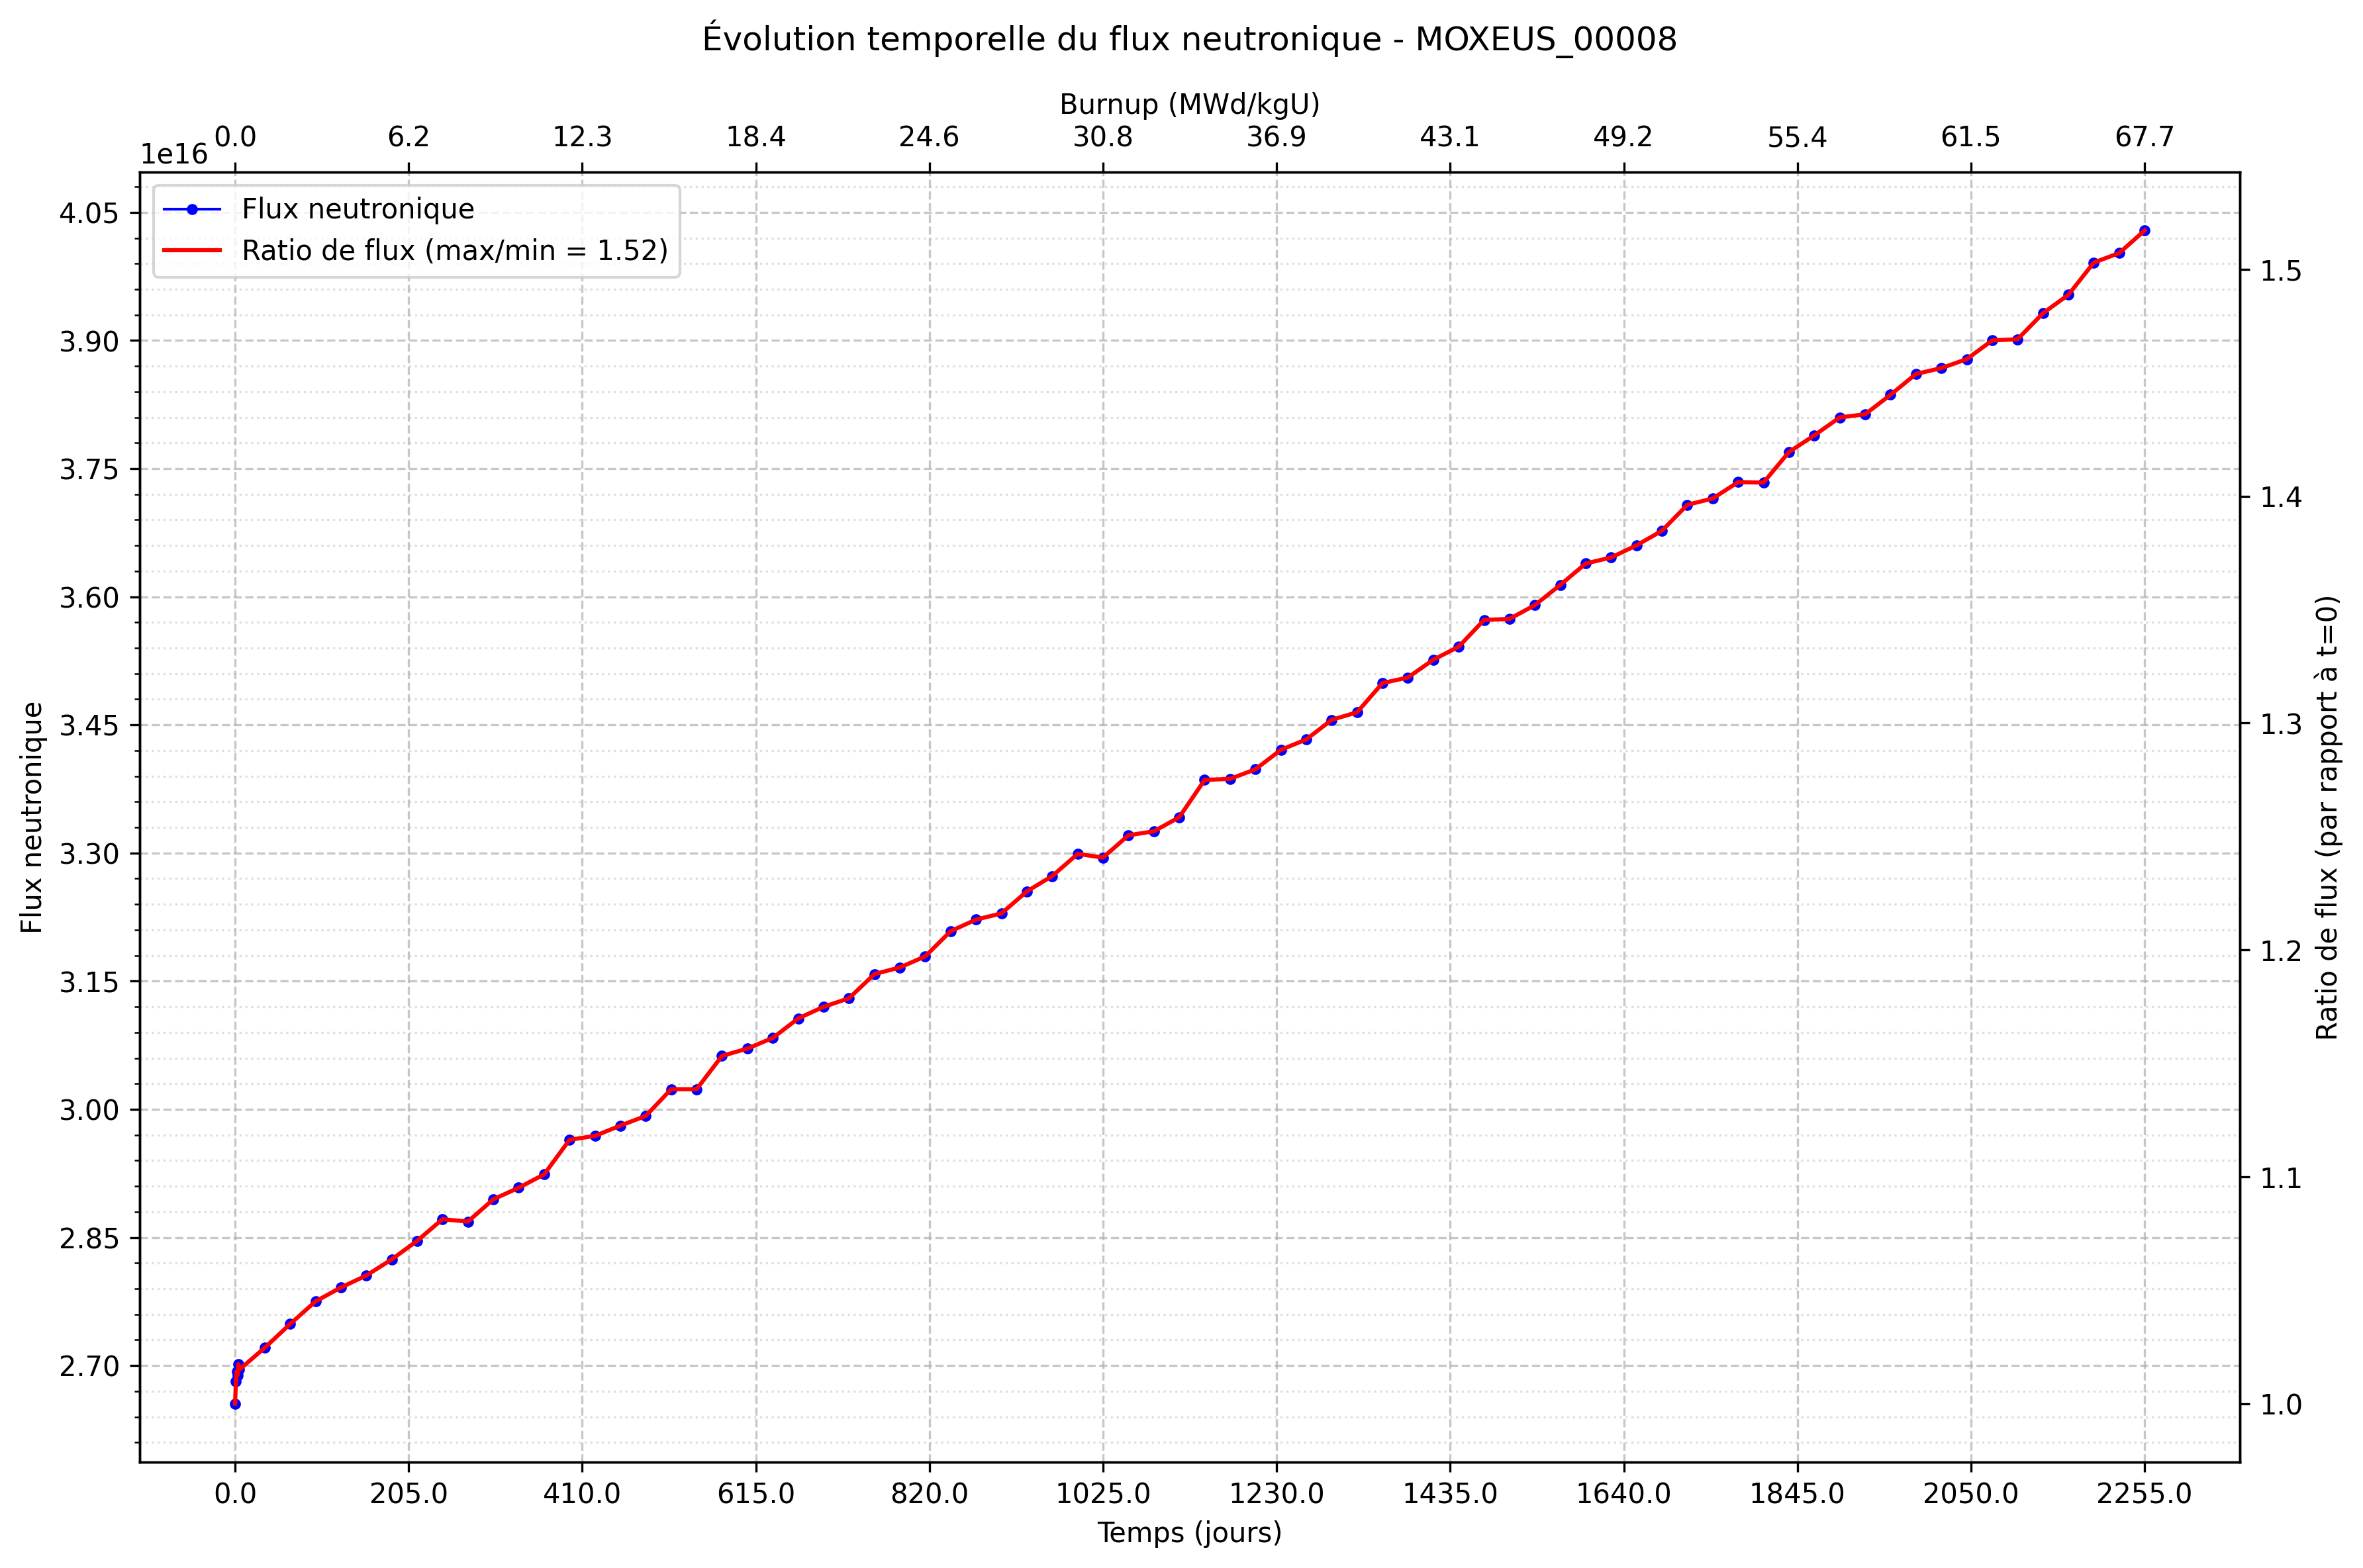 Évolution temporelle du flux neutronique - MOXEUS_00008
Burnup (MWd/kgU)
0.0 6.2 12.3 18.4 24.6 30.8 36.9 43.1 49.2 55.4 61.5 67.7
1e16
Flux neutronique
Ratio de flux (max/min = 1.52)
4.05
3.90
3.75
3.60
3.45
3.30
3.15
3.00
2.85
2.70
Flux neutronique
1.5
1.4
1.3
1.2
1.1
1.0
Ratio de flux (par rapport à t=0)
0.0 205.0 410.0 615.0 820.0 1025.0 1230.0 1435.0 1640.0 1845.0 2050.0 2255.0
Temps (jours)